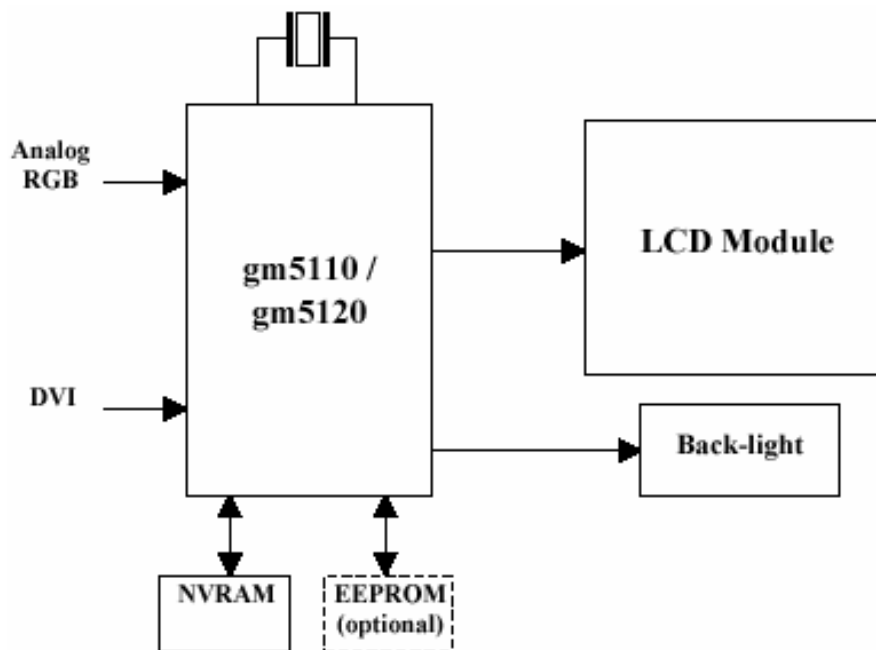 Analog
RGB
gm5110 /
gm5120
LCD Module
DVI
Back-light
NVRAM
EEPROM
(optional)